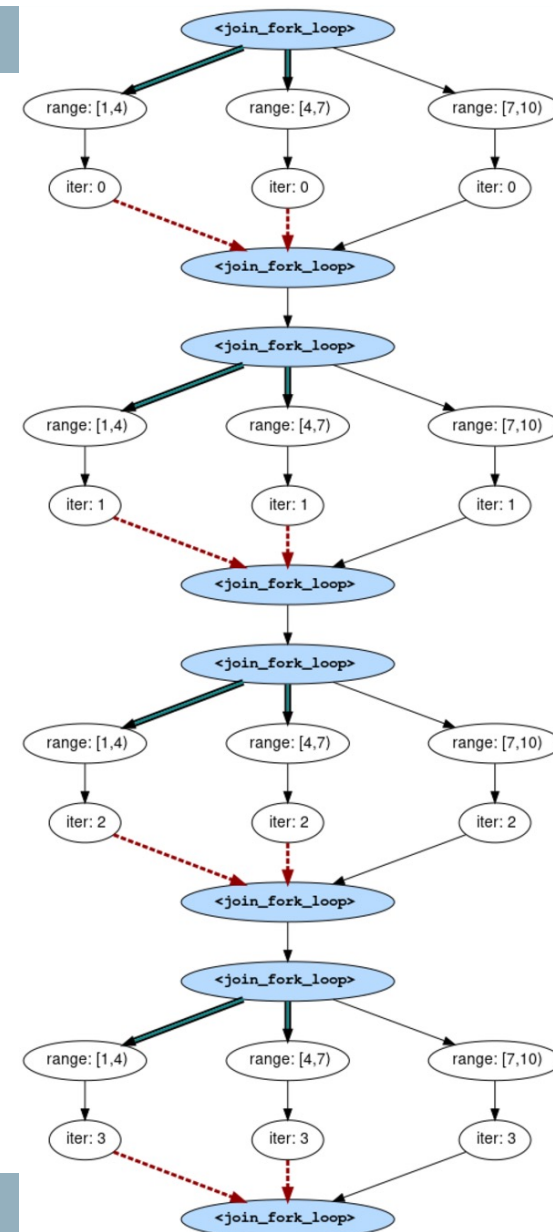 <join_fork_loop>
range: [1,4) range: [4,7) range: [7,10)
iter: 0 iter: 0 iter: 0
<join_fork_loop>
<join_fork_loop>
range: [1,4) range: [4,7) range: [7,10)
iter: 1 iter: 1 iter: 1
<join_fork_loop>
<join_fork_loop>
range: [1,4) range: [4,7) range: [7,10)
iter: 2 iter: 2 iter: 2
<join_fork_loop>
<join_fork_loop>
range: [1,4) range: [4,7) range: [7,10)
iter: 3 iter: 3 iter: 3
<join_fork_loop>